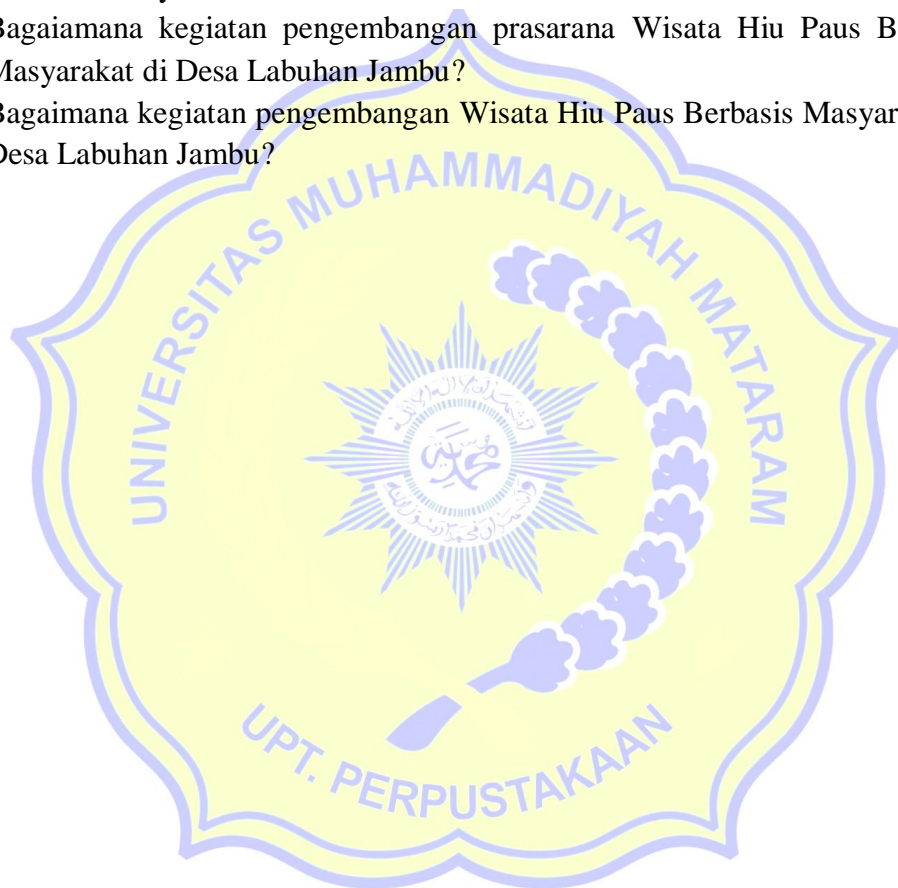 Bagaiamana kegiatan pengembangan prasarana Wisata Hiu Paus
Masyarakat di Desa Labuhan Jambu?
Bagaimana kegiatan pengembangan Wisata Hiu Paus Berbasis
Desa Labuhan Jambu?
UNIVERSITAS MUHAMMADIYAH MATARAM
UPT. PERPUSTAKAAN